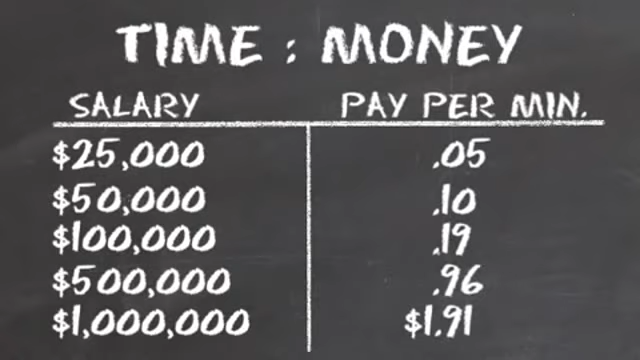 TIME : MONEY
SALARY PAY PER MIN.
$25,000 .05
$50,000 .10
$100,000 .19
$500,000 .96
$1,000,000 $1.91